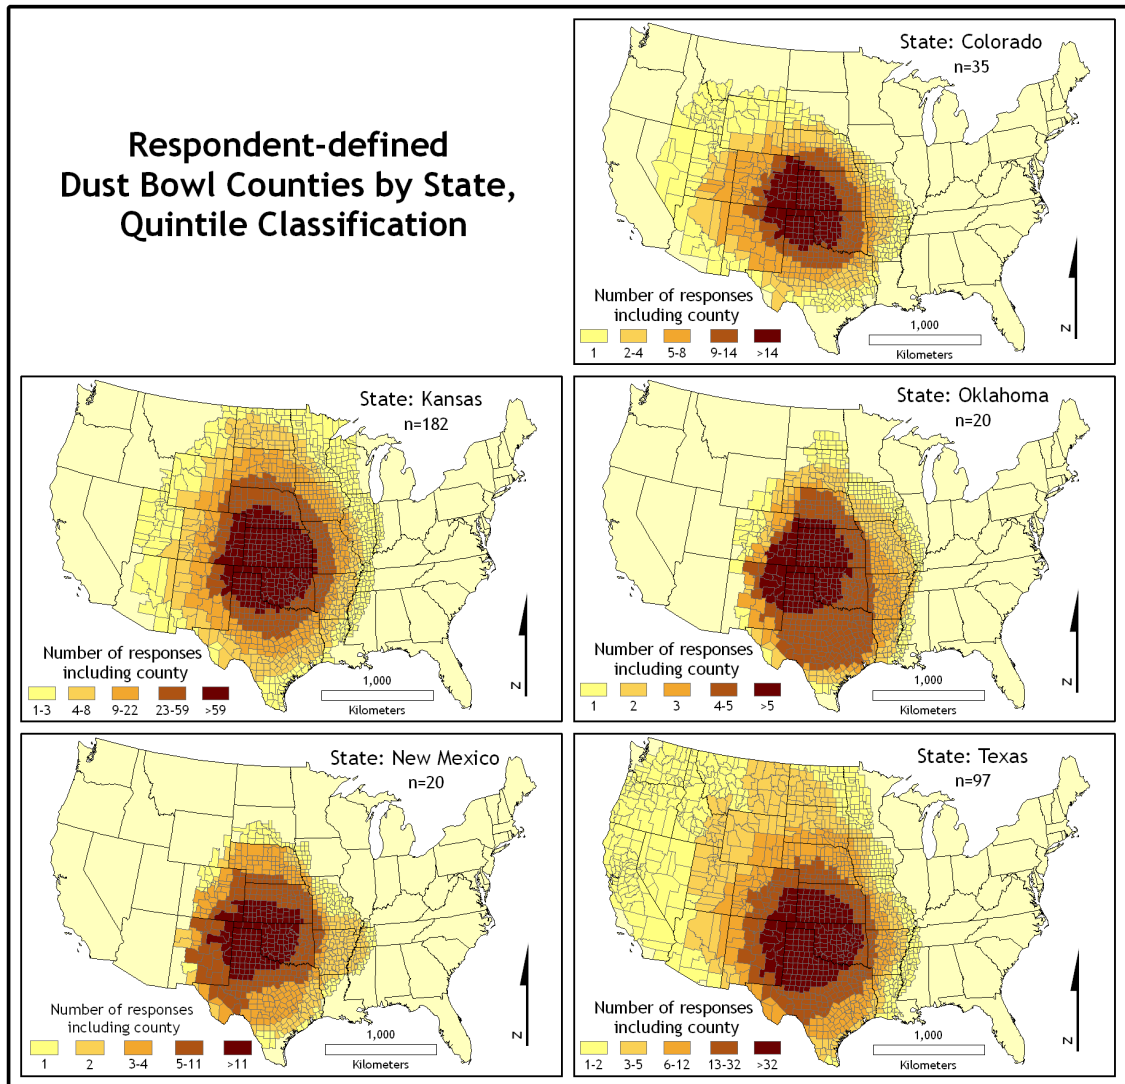 Respondent-defined
Dust Bowl Counties by State,
Quintile Classification
State: Colorado
n=35
Number of responses
including county
1 2-4 5-8 9-14 >14
1,000
Kilometers
N
State: Kansas
n=182
Number of responses
including county
1-3 4-8 9-22 23-59 >59
1,000
Kilometers
N
State: Oklahoma
n=20
Number of responses
including county
1 2 3 4-5 >5
1,000
Kilometers
N
State: New Mexico
n=20
Number of responses
including county
1 2 3-4 5-11 >11
1,000
Kilometers
N
State: Texas
n=97
Number of responses
including county
1-2 3-5 6-12 13-32 >32
1,000
Kilometers
N